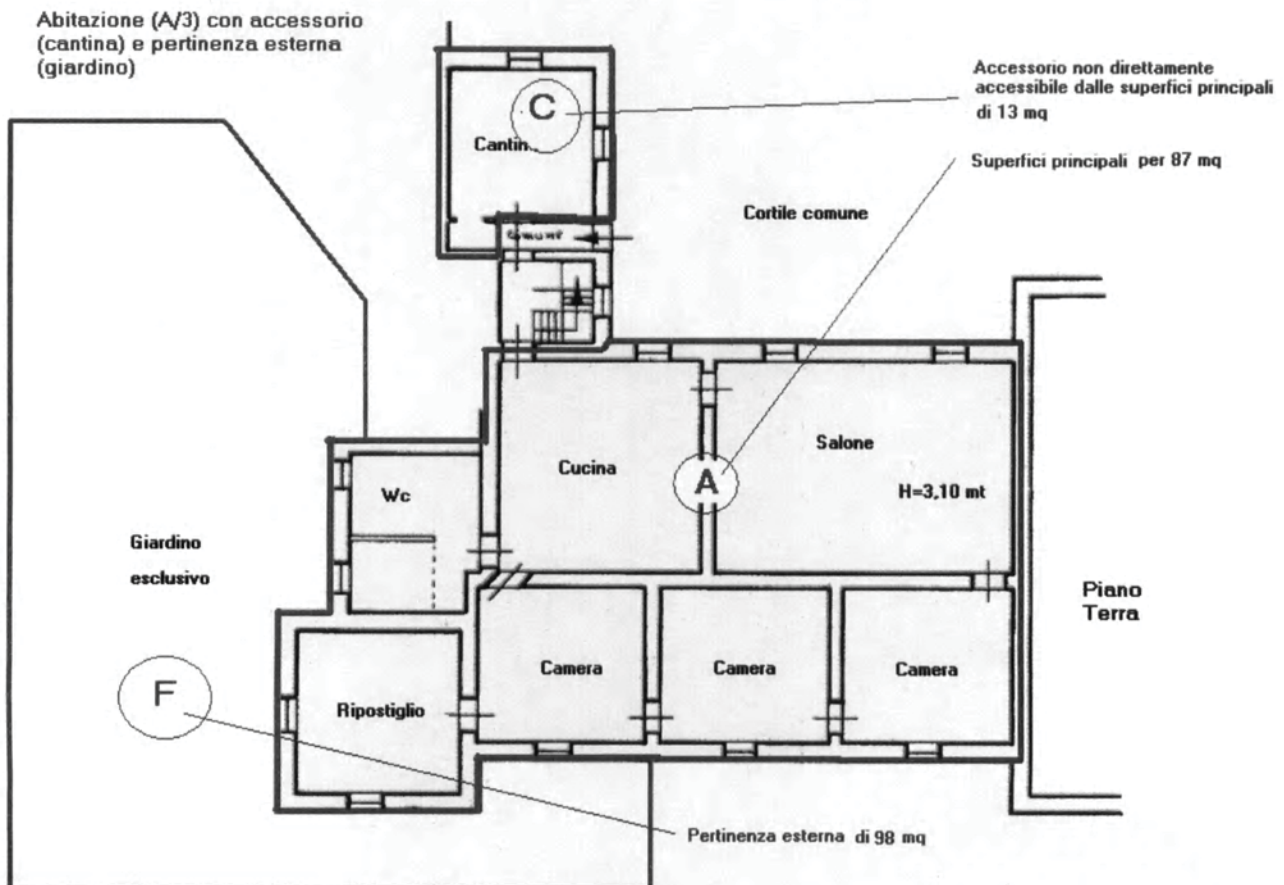 Abitazione (A/3) con accessorio
(cantina) e pertinenza esterna
(giardino)
Accessorio non direttamente
accessibile dalle superfici principali
di 13 mq
C
Cantin
Superfici principali per 87 mq
Cortile comune
comune
Salone
Cucina
A
H=3,10 mt
Wc
Giardino
esclusivo
Piano
Terra
Camera
Camera
Camera
F
Ripostiglio
Pertinenza esterna di 98 mq